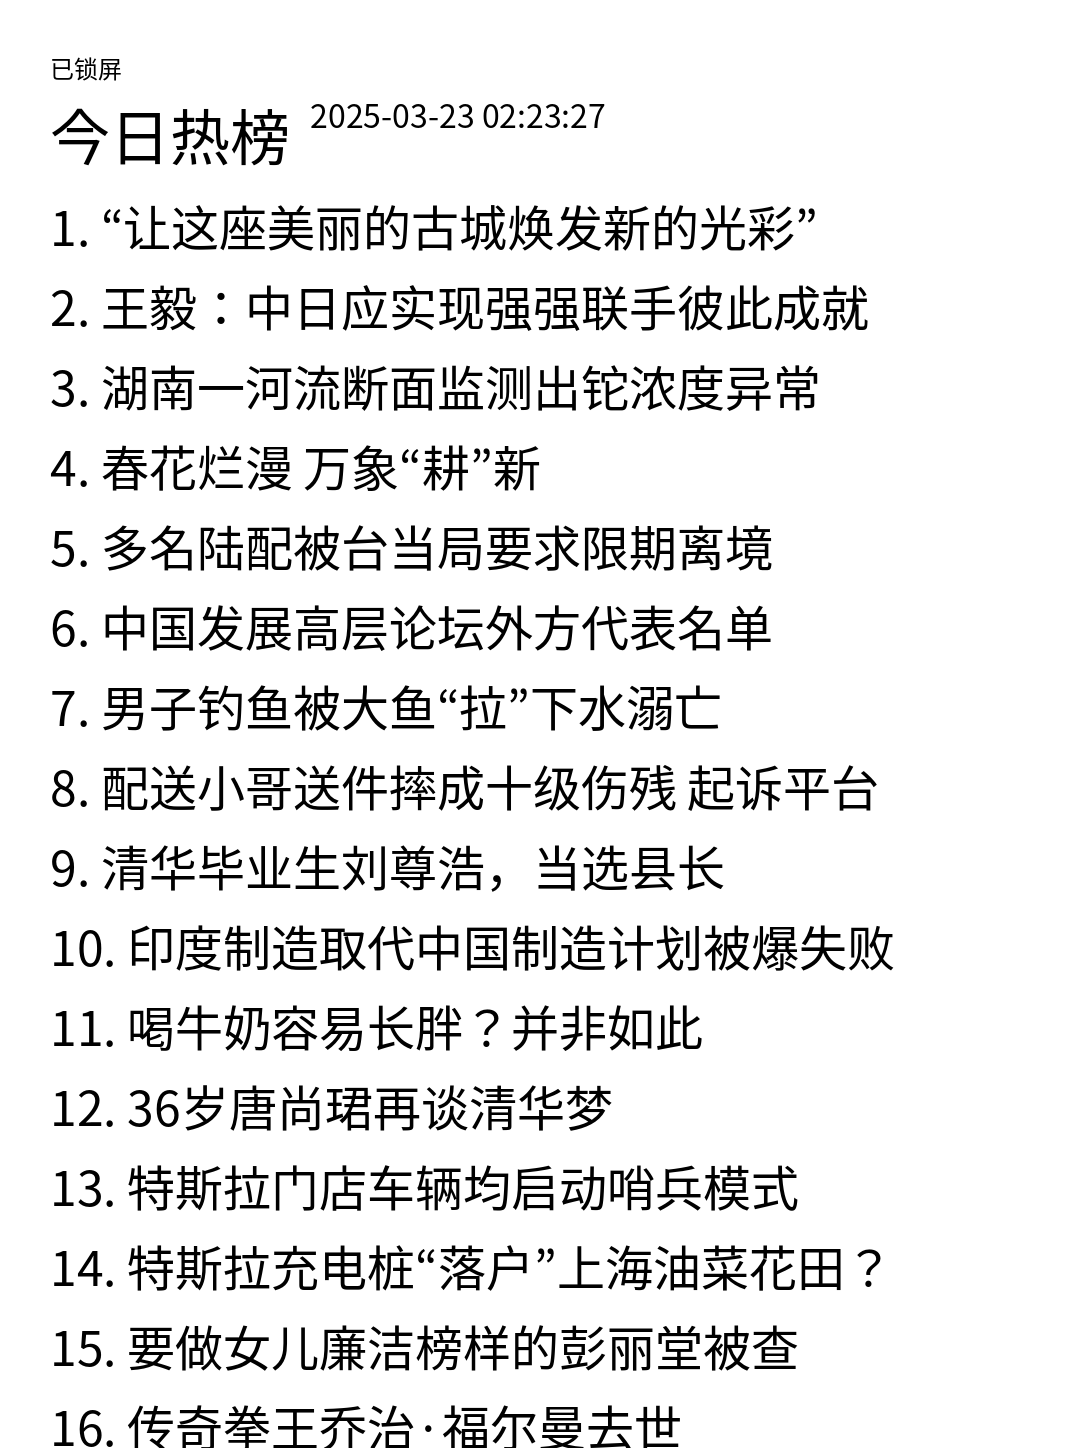 已锁屏
今日热榜 2025-03-23 02:23:27
1. “让这座美丽的古城焕发新的光彩”
2. 王毅：中日应实现强强联手彼此成就
3. 湖南一河流断面监测出铊浓度异常
4. 春花烂漫 万象“耕”新
5. 多名陆配被台当局要求限期离境
6. 中国发展高层论坛外方代表名单
7. 男子钓鱼被大鱼“拉”下水溺亡
8. 配送小哥送件摔成十级伤残 起诉平台
9. 清华毕业生刘尊浩，当选县长
10. 印度制造取代中国制造计划被爆失败
11. 喝牛奶容易长胖？并非如此
12. 36岁唐尚珺再谈清华梦
13. 特斯拉门店车辆均启动哨兵模式
14. 特斯拉充电桩“落户”上海油菜花田？
15. 要做女儿廉洁榜样的彭丽堂被查
16. 传奇拳王乔治·福尔曼去世